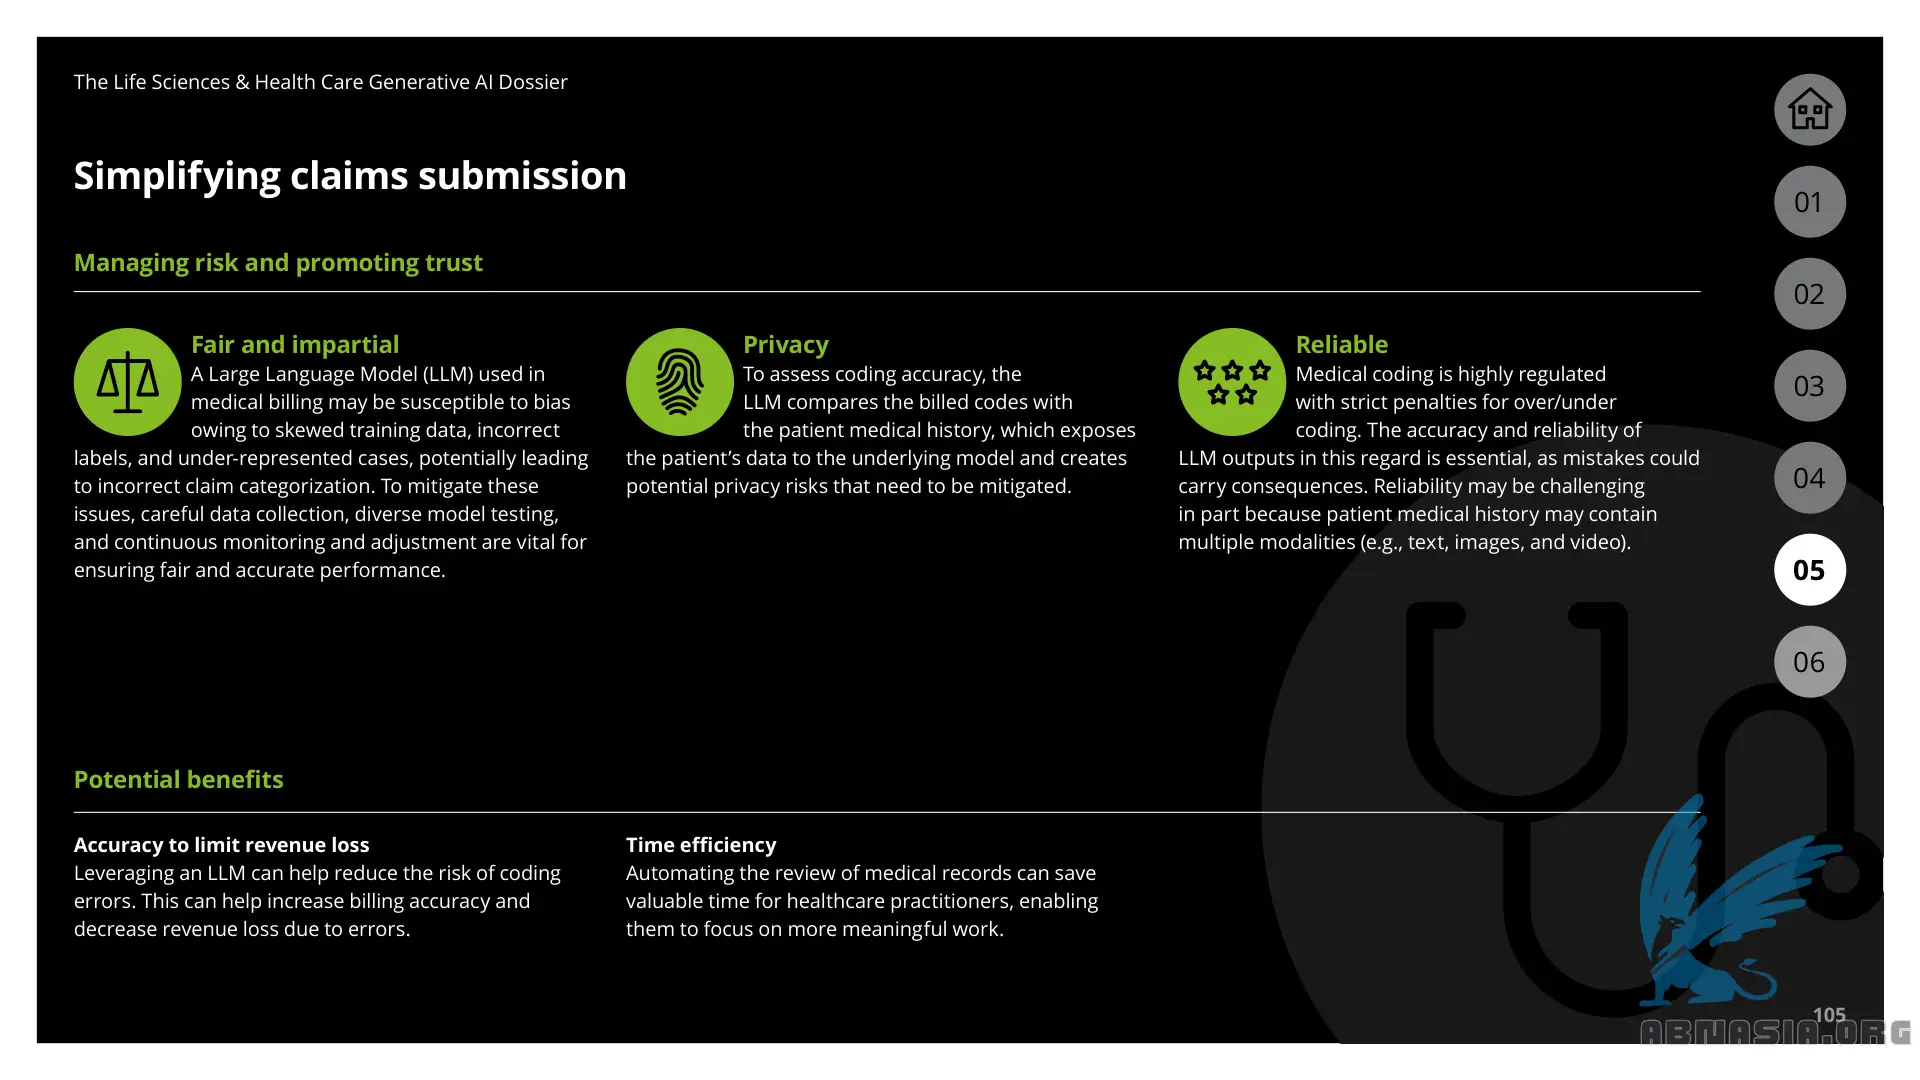 The Life Sciences & Health Care Generative AI Dossier
Simplifying claims submission
Managing risk and promoting trust
Fair and impartial
A Large Language Model (LLM) used in
medical billing may be susceptible to bias
owing to skewed training data, incorrect
labels, and under-represented cases, potentially leading
to incorrect claim categorization. To mitigate these
issues, careful data collection, diverse model testing,
and continuous monitoring and adjustment are vital for
ensuring fair and accurate performance.
Privacy
To assess coding accuracy, the
LLM compares the billed codes with
the patient medical history, which exposes
the patient’s data to the underlying model and creates
potential privacy risks that need to be mitigated.
Reliable
Medical coding is highly regulated
with strict penalties for over/under
coding. The accuracy and reliability of
LLM outputs in this regard is essential, as mistakes could
carry consequences. Reliability may be challenging
in part because patient medical history may contain
multiple modalities (e.g., text, images, and video).
Potential benefits
Accuracy to limit revenue loss
Leveraging an LLM can help reduce the risk of coding
errors. This can help increase billing accuracy and
decrease revenue loss due to errors.
Time efficiency
Automating the review of medical records can save
valuable time for healthcare practitioners, enabling
them to focus on more meaningful work.
01
02
03
04
05
06
105
ABMASIA.ORG